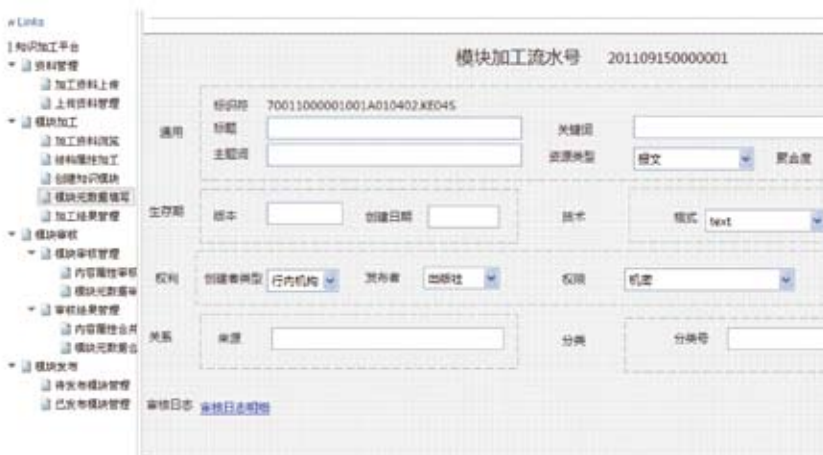 Links
知识加工平台
资料管理
加工资料上传
上传资料管理
模块加工
加工资料浏览
结构属性加工
创建知识模块
模块元数据填写
加工结果管理
模块审核
模块审核管理
内容属性审核
模块元数据审
审核结果管理
内容属性合并
模块元数据合
模块发布
待发布模块管理
已发布模块管理
模块加工流水号 201109150000001
通用
标识符 70011000001001A010402.KE04S
标题 关键词
主题词 资源类型 图文 聚合度
生存期 版本 创建日期 技术 格式 text
权利 创建者类型 行内机构 发布者 出版社 权限 机密
关系 来源 分类 分类号
审核日志 审核日志明细